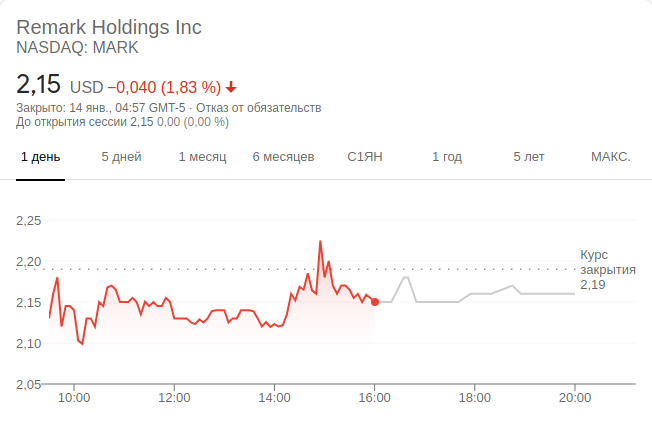 Remark Holdings Inc
NASDAQ: MARK
2,15 USD −0,040 (1,83 %)
Закрыто: 14 янв., 04:57 GMT-5 · Отказ от обязательств
До открытия сессии 2,15 0,00 (0,00 %)
1 день 5 дней 1 месяц 6 месяцев С1ЯН 1 год 5 лет МАКС.
2,25
2,20
2,15
2,10
2,05
Курс
закрытия
2,19
10:00 12:00 14:00 16:00 18:00 20:00